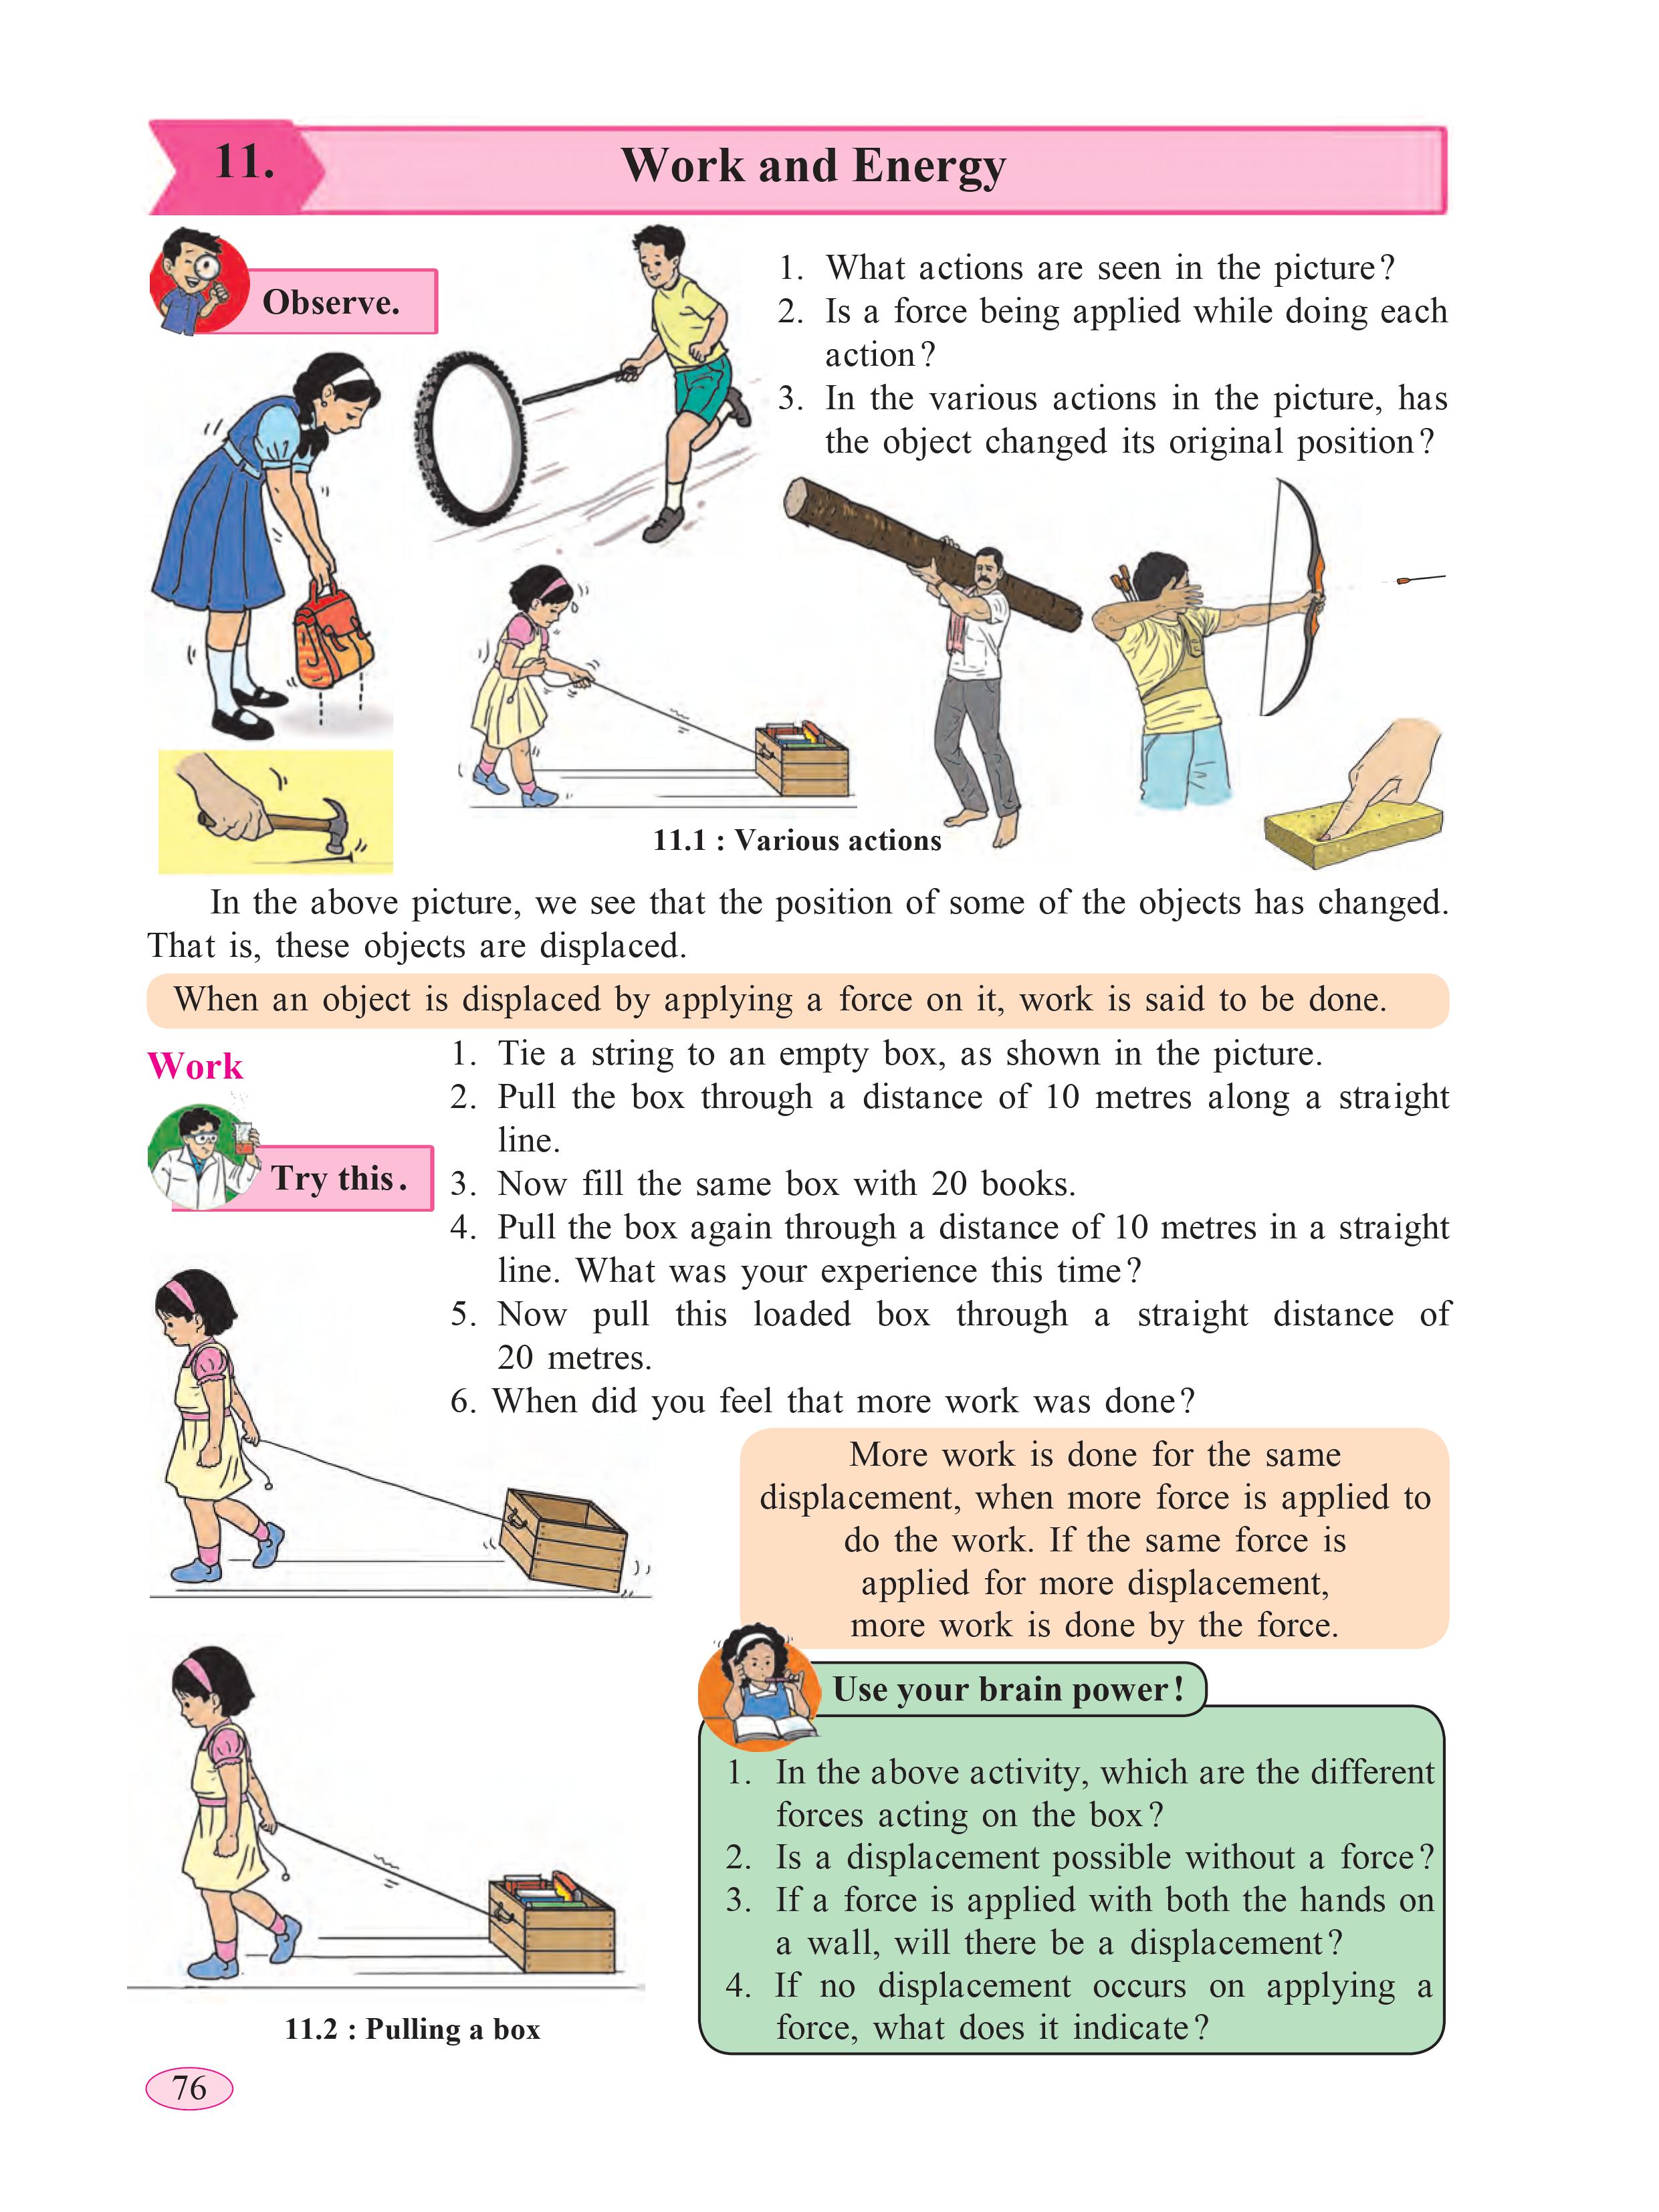 11.
Work and Energy
Observe.
1. What actions are seen in the picture?
2. Is a force being applied while doing each
action?
3. In the various actions in the picture, has
the object changed its original position?
11.1 : Various actions
In the above picture, we see that the position of some of the objects has changed.
That is, these objects are displaced.
When an object is displaced by applying a force on it, work is said to be done.
Work
Try this.
1. Tie a string to an empty box, as shown in the picture.
2. Pull the box through a distance of 10 metres along a straight
line.
3. Now fill the same box with 20 books.
4. Pull the box again through a distance of 10 metres in a straight
line. What was your experience this time?
5. Now pull this loaded box through a straight distance of
20 metres.
6. When did you feel that more work was done?
More work is done for the same
displacement, when more force is applied to
do the work. If the same force is
applied for more displacement,
more work is done by the force.
Use your brain power!
1. In the above activity, which are the different
forces acting on the box?
2. Is a displacement possible without a force?
3. If a force is applied with both the hands on
a wall, will there be a displacement?
4. If no displacement occurs on applying a
force, what does it indicate?
11.2 : Pulling a box
76